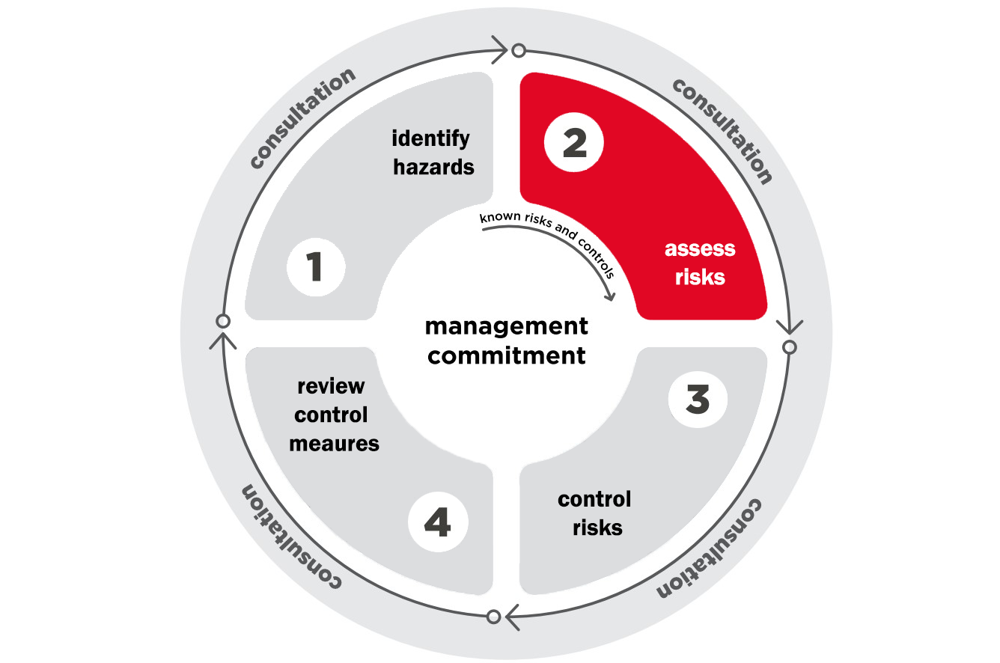 consultation
consultation
identify
hazards
1
2
assess
risks
known risks and controls
management
commitment
review
control
meaures
4
3
control
risks
consultation
consultation